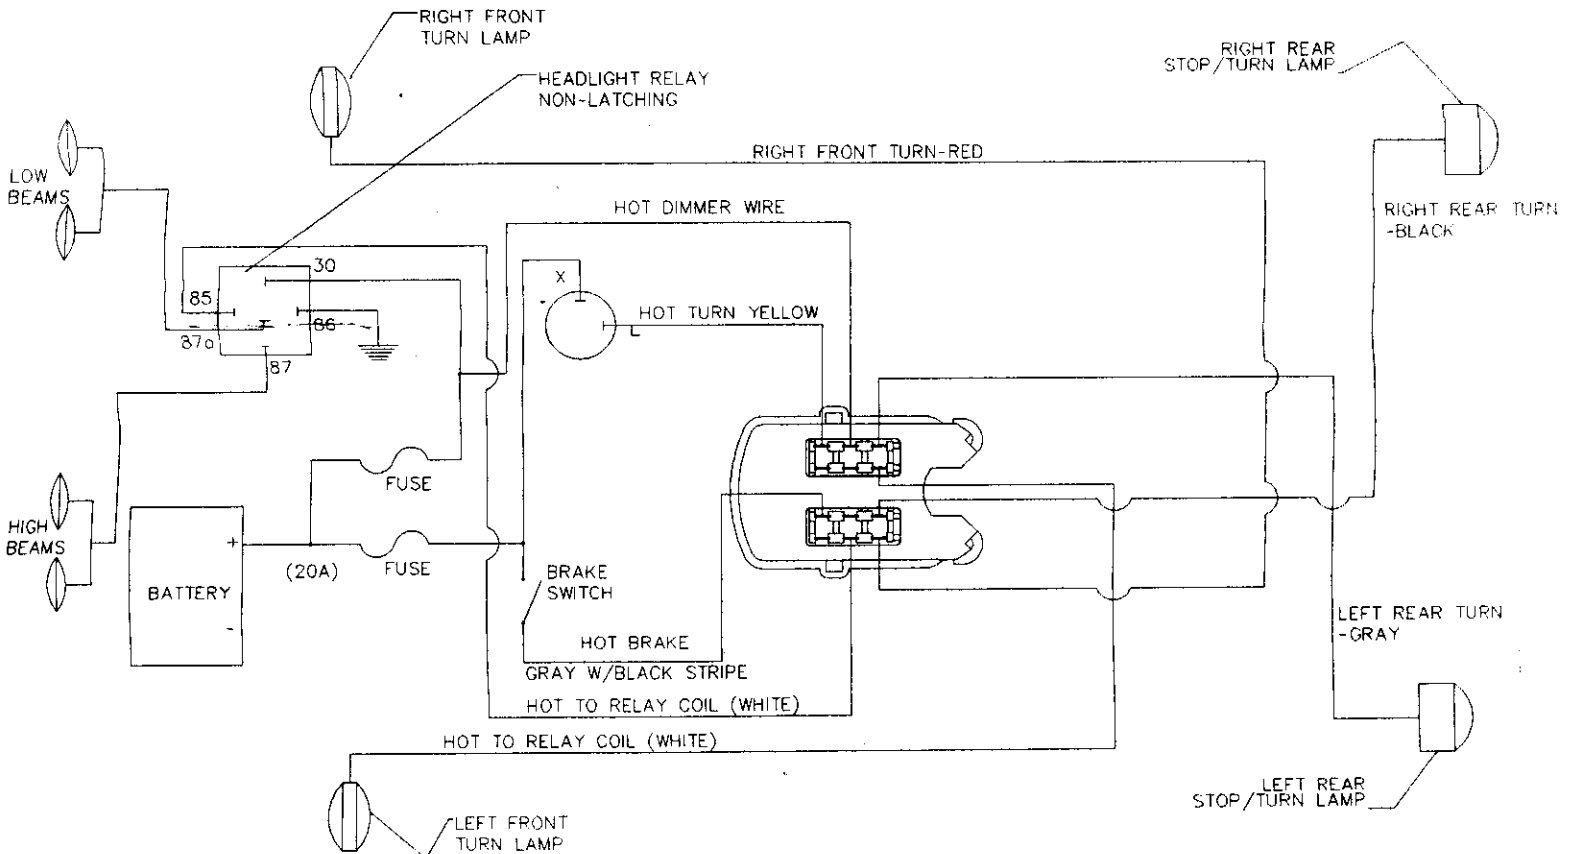 RIGHT FRONT
TURN LAMP
RIGHT REAR
STOP/TURN LAMP
HEADLIGHT RELAY
NON-LATCHING
RIGHT FRONT TURN-RED
LOW
BEAMS
HOT DIMMER WIRE
RIGHT REAR TURN
-BLACK
30
X
85
HOT TURN YELLOW
L
86
87a
87
FUSE
HIGH
BEAMS
+
(20A)
FUSE
BATTERY
-
BRAKE
SWITCH
HOT BRAKE
GRAY W/BLACK STRIPE
LEFT REAR TURN
-GRAY
HOT TO RELAY COIL (WHITE)
HOT TO RELAY COIL (WHITE)
LEFT REAR
STOP/TURN LAMP
LEFT FRONT
TURN LAMP